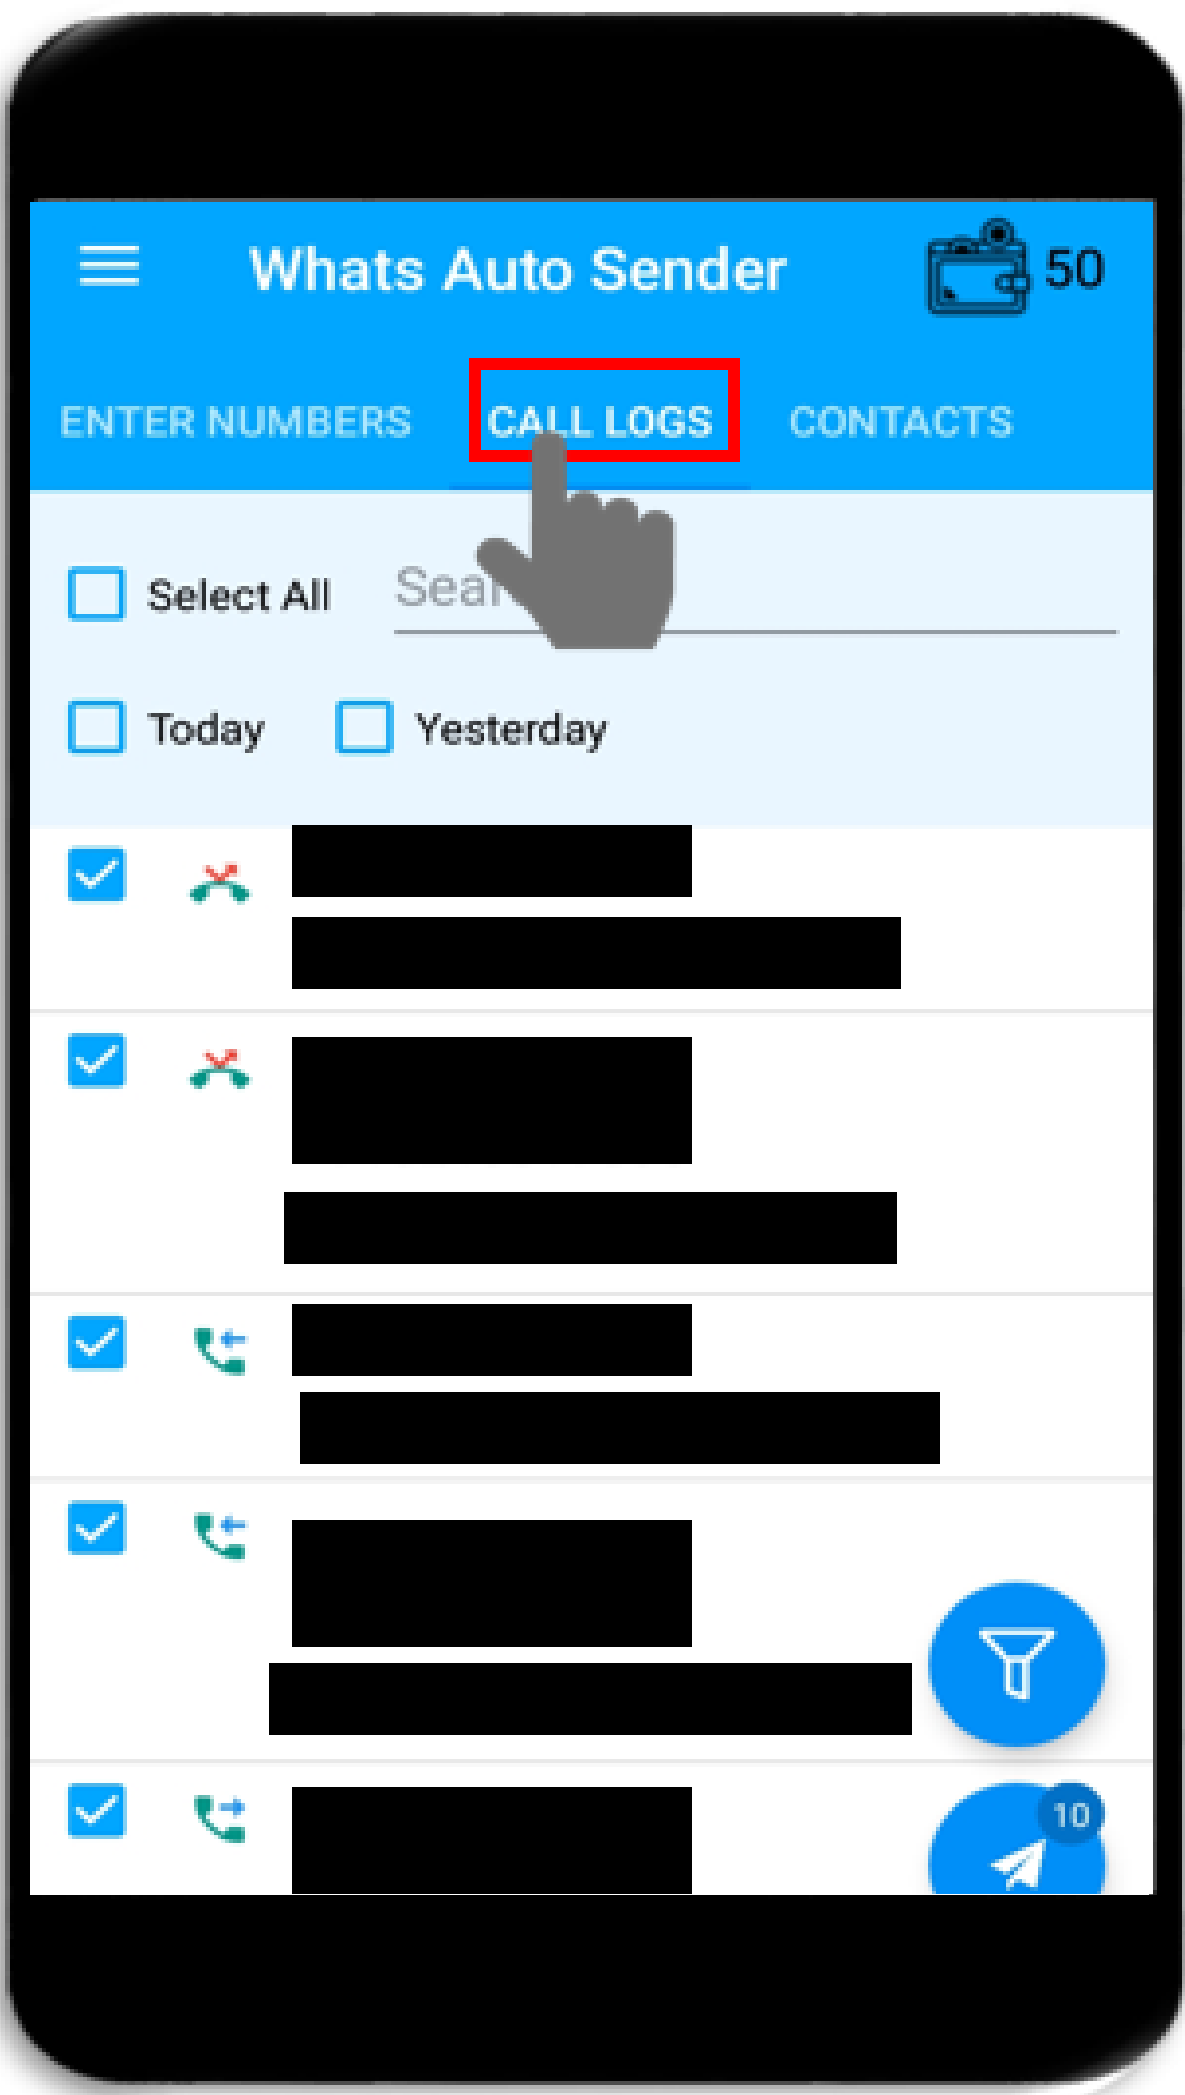 Whats Auto Sender 50
ENTER NUMBERS CALL LOGS CONTACTS
Select All
Today Yesterday
10